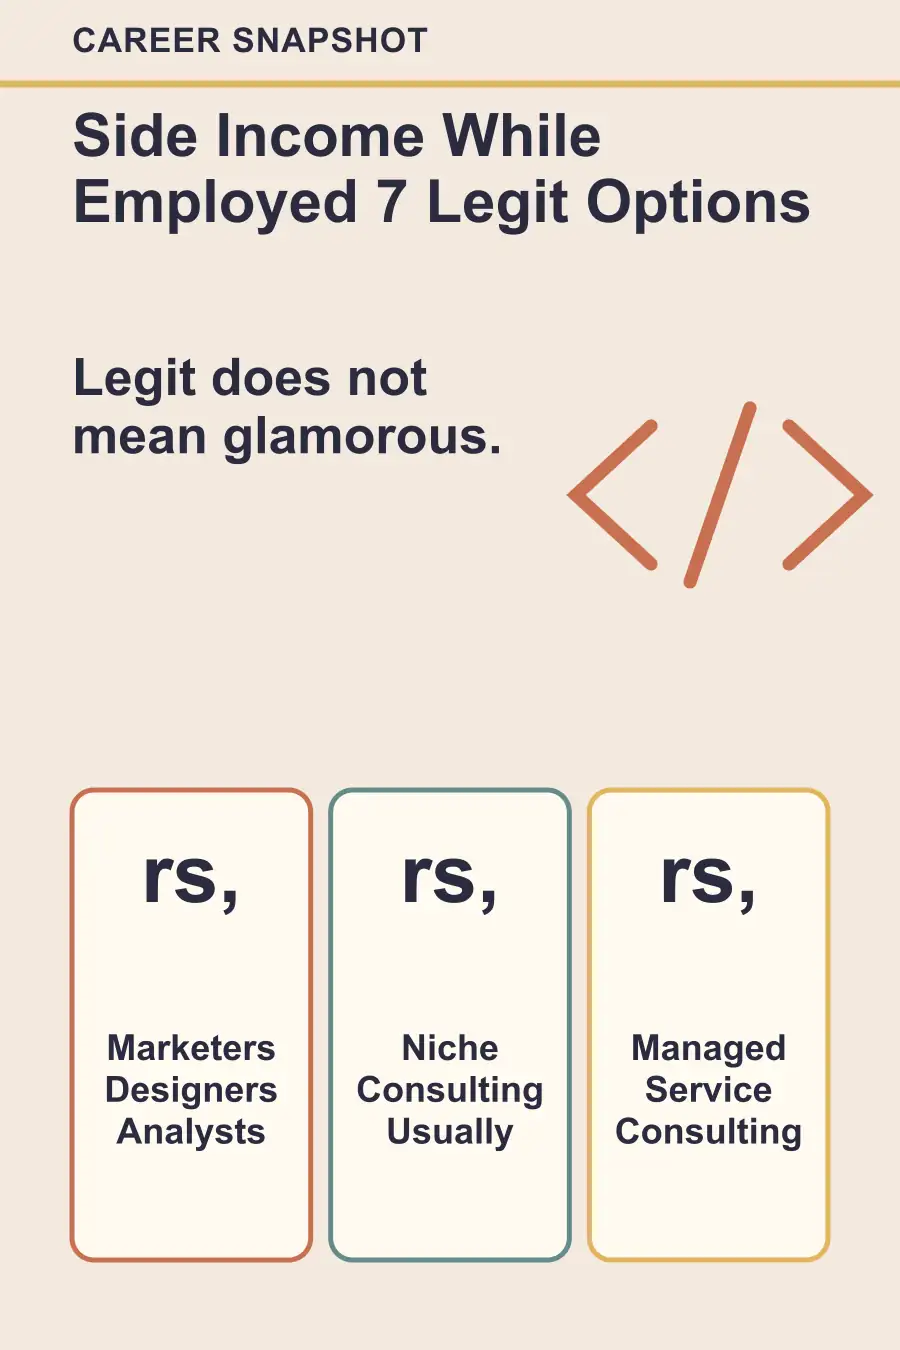 CAREER SNAPSHOT
Side Income While
Employed 7 Legit Options
Legit does not
mean glamorous.
</>
rs,
Marketers
Designers
Analysts
rs,
Niche
Consulting
Usually
rs,
Managed
Service
Consulting